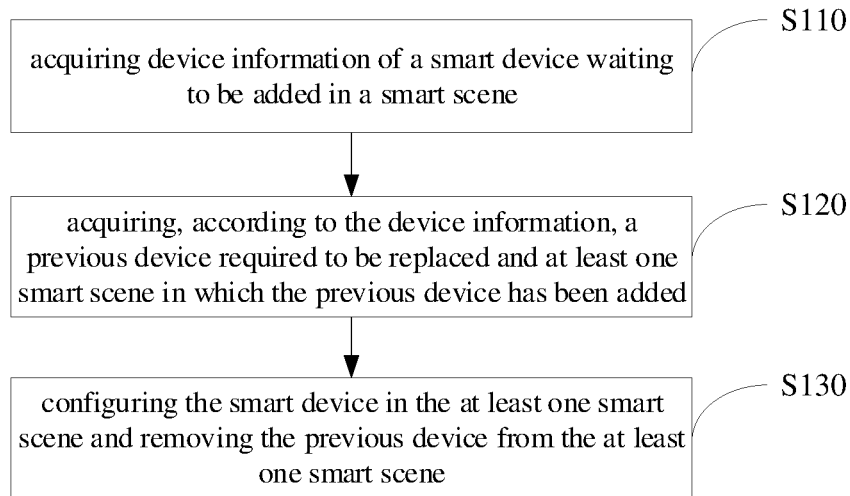 S110
acquiring device information of a smart device waiting
to be added in a smart scene
S120
acquiring, according to the device information, a
previous device required to be replaced and at least one
smart scene in which the previous device has been added
S130
configuring the smart device in the at least one smart
scene and removing the previous device from the at least
one smart scene